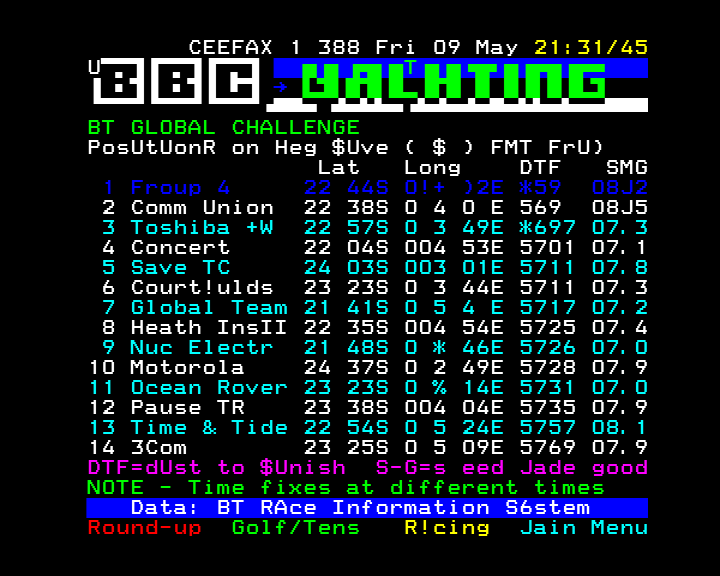 CEEFAX 1 388 Fri 09 May 21:31/45
U BBC → YACHTING T
BT GLOBAL CHALLENGE
PosUtUonR on Heg $Uve ( $ ) FMT FrU)
Lat Long DTF SMG
1 Froup 4 22 44S 0!+ )2E *59 08J2
2 Comm Union 22 38S 0 4 0 E 569 08J5
3 Toshiba +W 22 57S 0 3 49E *697 07.3
4 Concert 22 04S 004 53E 5701 07.1
5 Save TC 24 03S 003 01E 5711 07.8
6 Court!ulds 23 23S 0 3 44E 5711 07.3
7 Global Team 21 41S 0 5 4 E 5717 07.2
8 Heath InsII 22 35S 004 54E 5725 07.4
9 Nuc Electr 21 48S 0 * 46E 5726 07.0
10 Motorola 24 37S 0 2 49E 5728 07.9
11 Ocean Rover 23 23S 0 % 14E 5731 07.0
12 Pause TR 23 38S 004 04E 5735 07.9
13 Time & Tide 22 54S 0 5 24E 5757 08.1
14 3Com 23 25S 0 5 09E 5769 07.9
DTF=dUst to $Unish S-G=s eed Jade good
NOTE - Time fixes at different times
Data: BT RAce Information S6stem
Round-up Golf/Tens R!cing Jain Menu